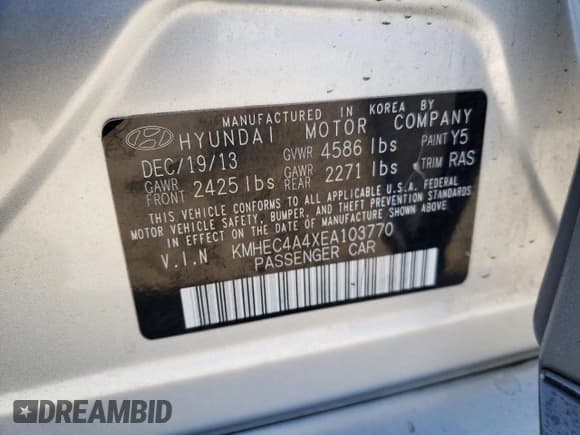 MANUFACTURED IN KOREA BY
HYUNDAI MOTOR COMPANY
DEC/19/13 GVWR 4586 lbs PAINT Y5
GAWR FRONT 2425 lbs GAWR REAR 2271 lbs TRIM RAS
THIS VEHICLE CONFORMS TO ALL APPLICABLE U.S.A. FEDERAL
MOTOR VEHICLE SAFETY, BUMPER, AND THEFT PREVENTION STANDARDS
IN EFFECT ON THE DATE OF MANUFACTURE SHOWN ABOVE.
V.I.N KMHEC4A4XEA103770
PASSENGER CAR
#DREAMBID